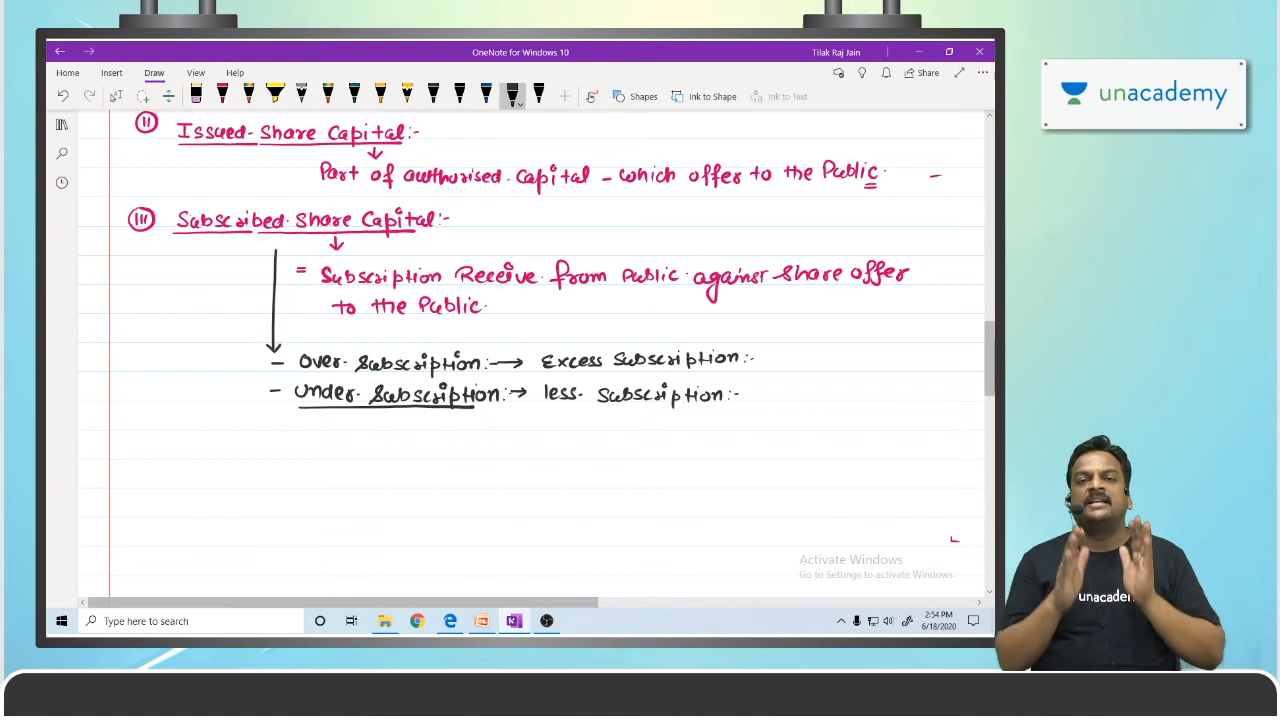 OneNote for Windows 10
Tilak Raj Jain
Home Insert Draw View Help
Share
Shapes Ink to Shape Ink to Text
unacademy
(II) Issued Share Capital:-
Part of authorised Capital - which offer to the Public.
(III) Subscribed Share Capital:-
= Subscription Receive from Public against share offer
to the Public.
- Over Subscription:-→ Excess Subscription:-
- Under Subscription:→ less Subscription:-
Activate Windows
Go to Settings to activate Windows.
unacademy
Type here to search
2:54 PM
6/18/2020